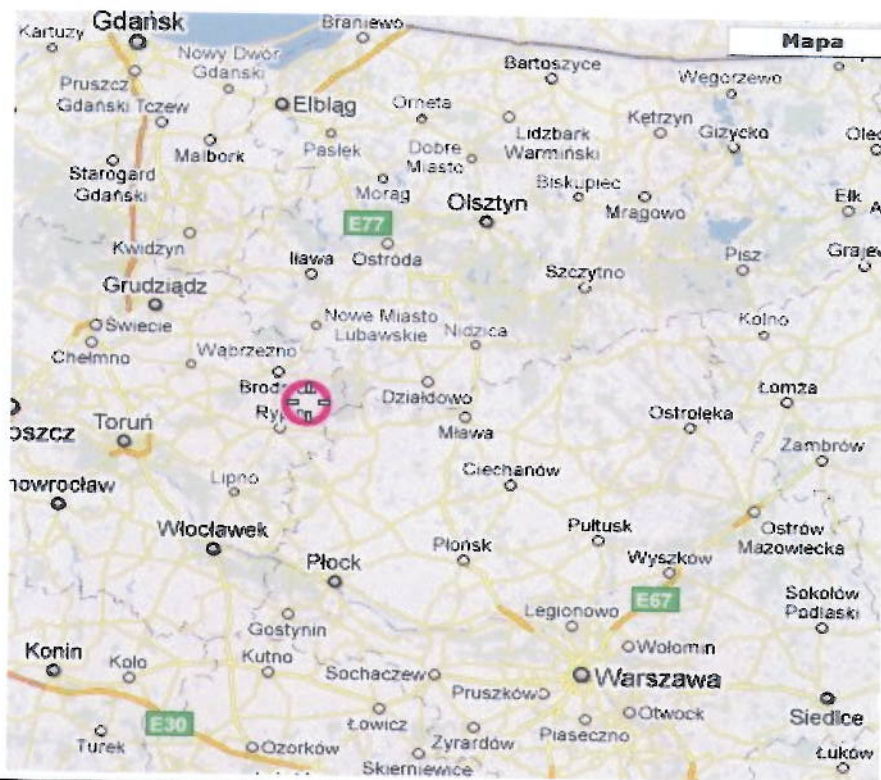 Gdańsk
Kartuzy
Braniewo
Mapa
Nowy Dwór
Gdański
Bartoszyce
Węgorzewo
Pruszcz
Gdański
Tczew
Elbląg
Orneta
Lidzbark
Warmiński
Kętrzyn
Giżycko
Malbork
Pasłęk
Dobre
Miasto
Starogard
Gdański
Morąg
Olsztyn
Biskupiec
Mrągowo
Ełk
E77
Kwidzyn
Iława
Ostróda
Szczytno
Pisz
Grudziądz
Świecie
Nowe Miasto
Lubawskie
Nidzica
Kolno
Chełmno
Wąbrzeźno
Działdowo
Łomża
Toruń
Mława
Ostrołęka
Zambrów
Lipno
Ciechanów
Włocławek
Płock
Płońsk
Pułtusk
Ostrów
Mazowiecka
Wyszków
E67
Sokołów
Podlaski
Gostynin
Legionowo
Wołomin
Konin
Koło
Kutno
Sochaczew
Warszawa
Pruszków
Łowicz
Otwock
Siedlce
E30
Turek
Ozorków
Żyrardów
Piaseczno
Skierniewice
Łuków